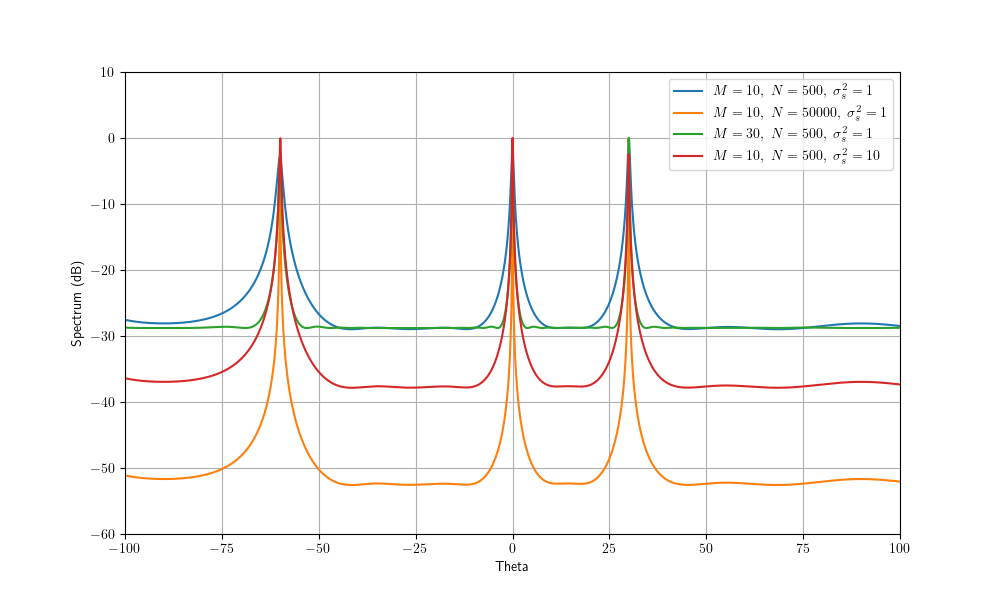 10
0
−10
−20
−30
−40
−50
−60
Spectrum (dB)
−100 −75 −50 −25 0 25 50 75 100
Theta
M = 10, N = 500, σ_s^2 = 1
M = 10, N = 50000, σ_s^2 = 1
M = 30, N = 500, σ_s^2 = 1
M = 10, N = 500, σ_s^2 = 10